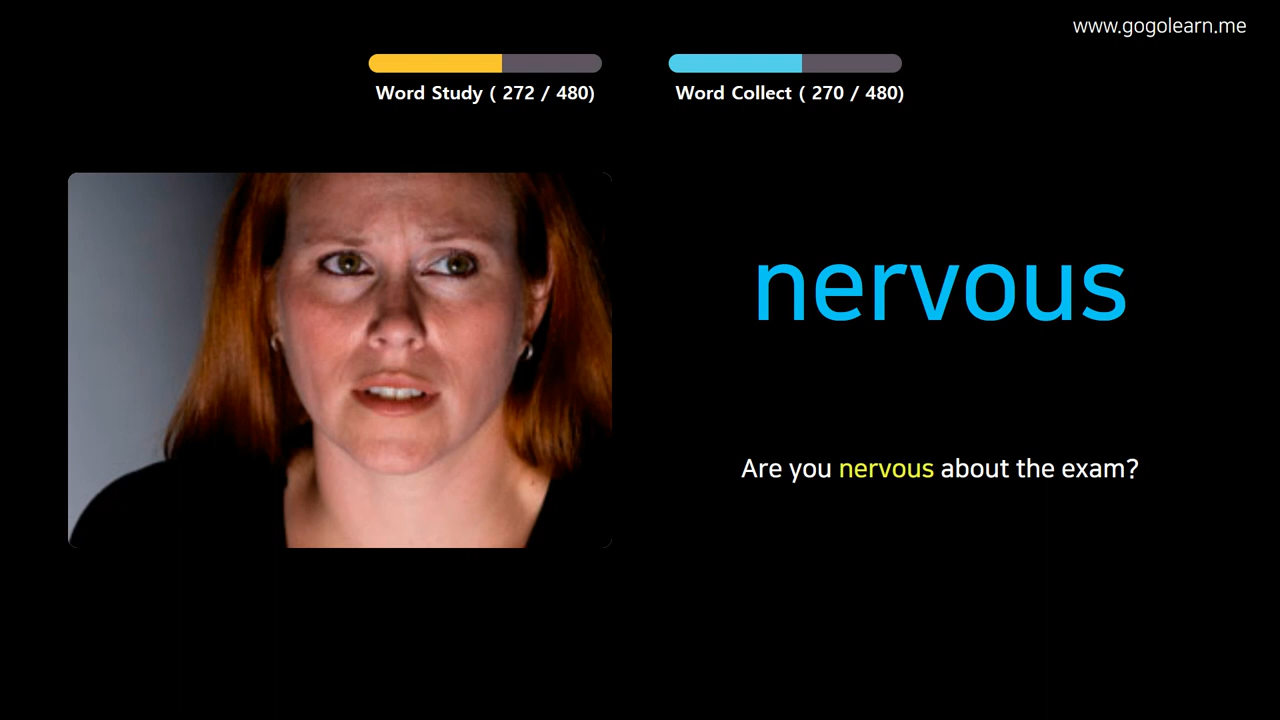 www.gogolearn.me
Word Study ( 272 / 480)
Word Collect ( 270 / 480)
nervous
Are you nervous about the exam?